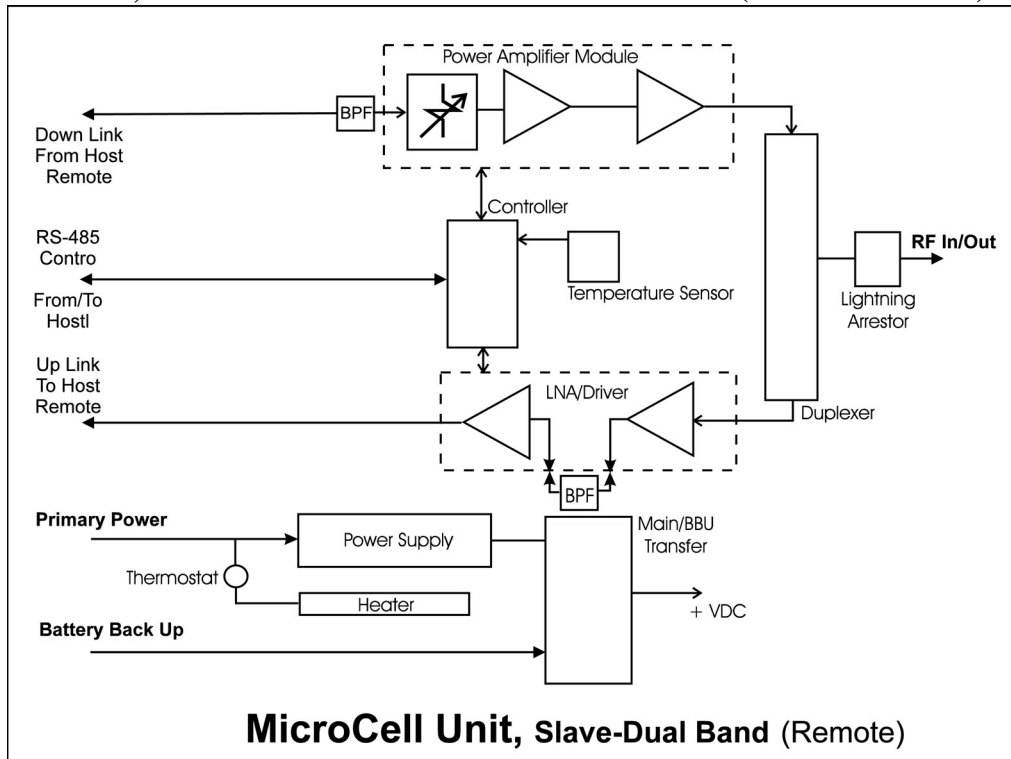 Power Amplifier Module
BPF
Down Link
From Host
Remote
Controller
RS-485
Contro
From/To
Hostl
Temperature Sensor
RF In/Out
Lightning
Arrestor
Up Link
To Host
Remote
LNA/Driver
Duplexer
BPF
Primary Power
Power Supply
Main/BBU
Transfer
Thermostat
Heater
+ VDC
Battery Back Up
MicroCell Unit, Slave-Dual Band (Remote)